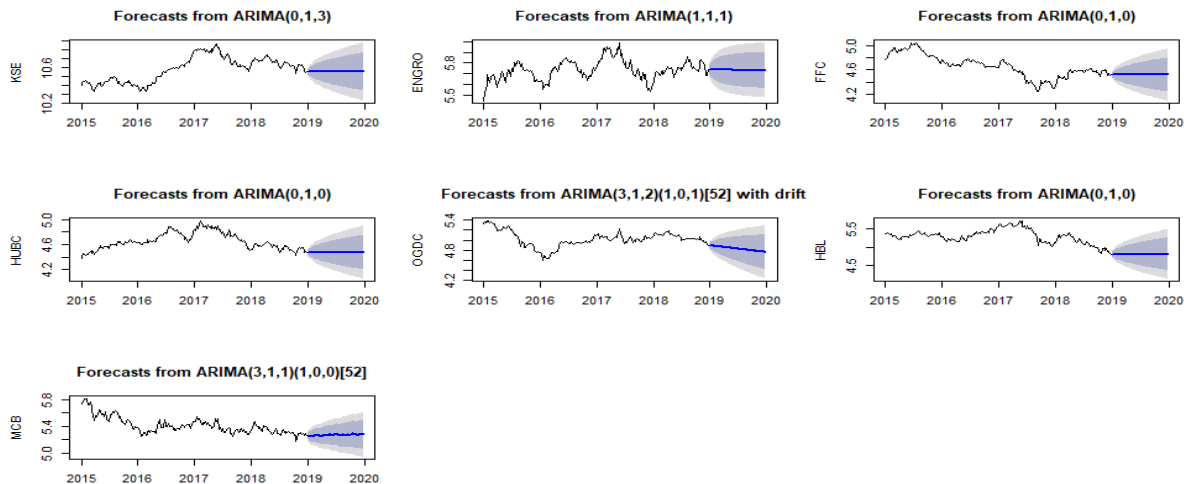 Forecasts from ARIMA(0,1,3)
KSE
10.2 10.6
2015 2016 2017 2018 2019 2020
Forecasts from ARIMA(1,1,1)
ENGRO
5.5 5.8
2015 2016 2017 2018 2019 2020
Forecasts from ARIMA(0,1,0)
FFC
4.2 4.6 5.0
2015 2016 2017 2018 2019 2020
Forecasts from ARIMA(0,1,0)
HUBC
4.2 4.6 5.0
2015 2016 2017 2018 2019 2020
Forecasts from ARIMA(3,1,2)(1,0,1)[52] with drift
OGDC
4.2 4.8 5.4
2015 2016 2017 2018 2019 2020
Forecasts from ARIMA(0,1,0)
HBL
4.5 5.5
2015 2016 2017 2018 2019 2020
Forecasts from ARIMA(3,1,1)(1,0,0)[52]
MCB
5.0 5.4 5.8
2015 2016 2017 2018 2019 2020